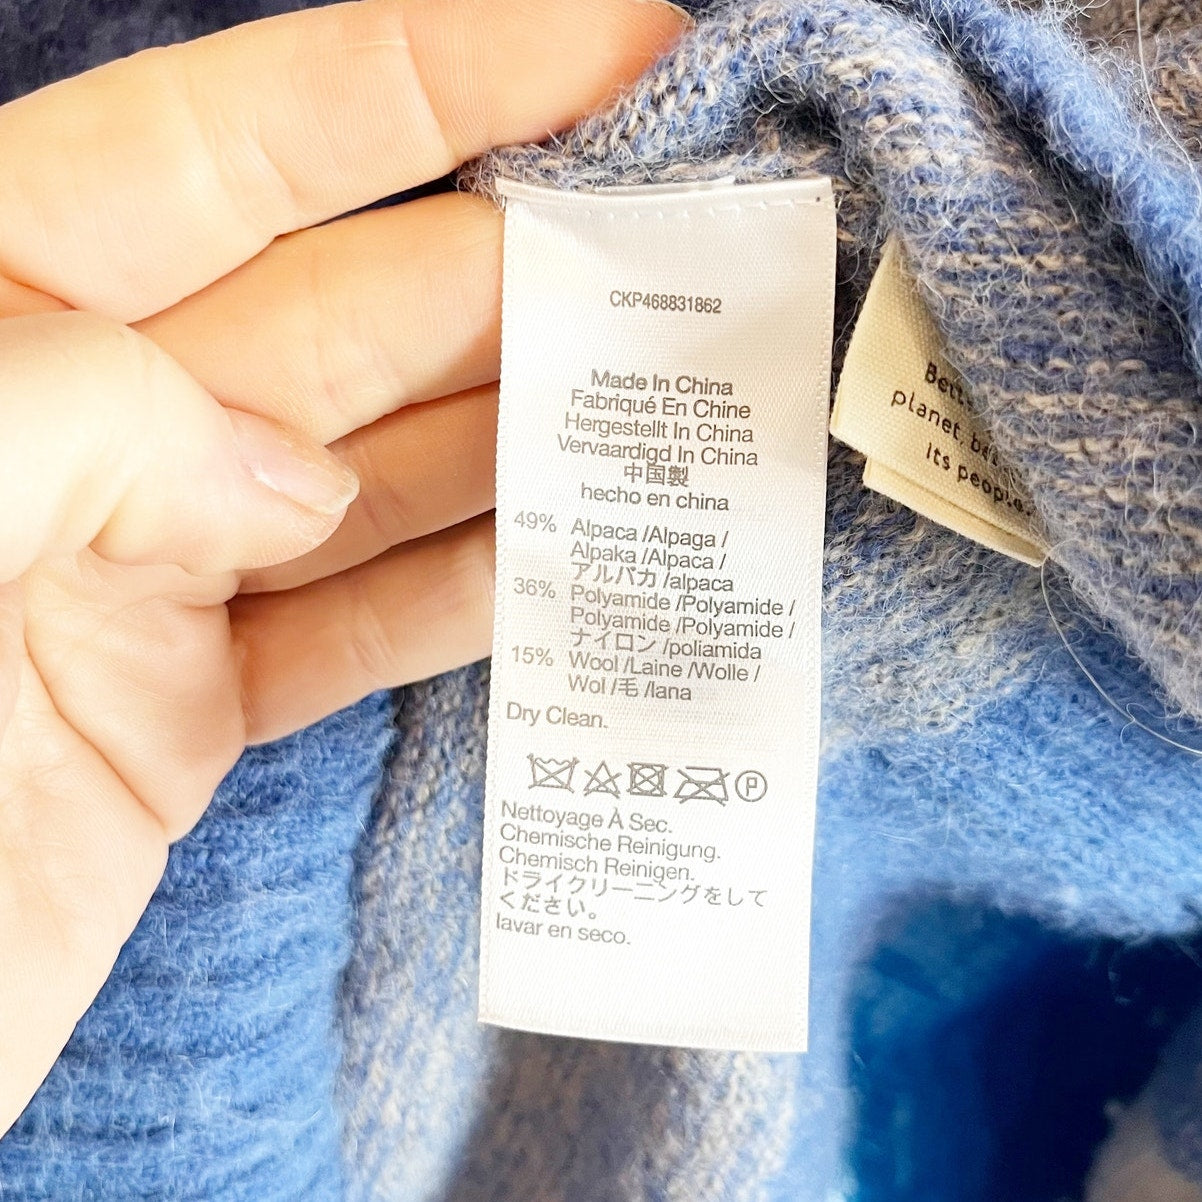 CKP468831862
Made In China
Fabriqué En Chine
Hergestellt In China
Vervaardigd In China
中国製
hecho en china
49% Alpaca /Alpaga /
Alpaka /Alpaca /
アルパカ /alpaca
36% Polyamide /Polyamide /
Polyamide /Polyamide /
ナイロン /poliamida
15% Wool /Laine /Wolle /
Wol /毛 /lana
Dry Clean.
P
Nettoyage À Sec.
Chemische Reinigung.
Chemisch Reinigen.
ドライクリーニングをして
ください。
lavar en seco.
planet,
its people.